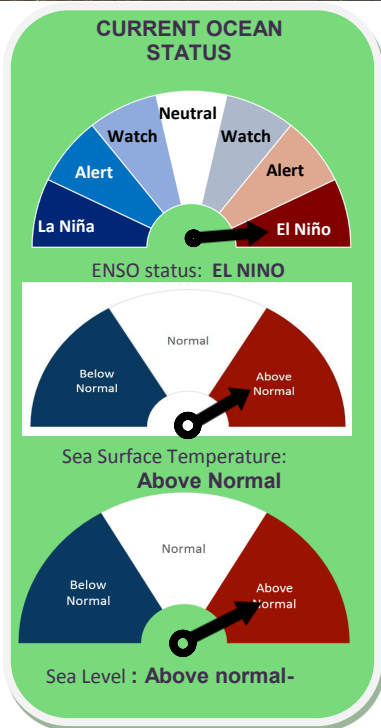 CURRENT OCEAN
STATUS
Neutral
Watch
Watch
Alert
Alert
La Niña
El Niño
ENSO status: EL NINO
Normal
Below
Normal
Above
Normal
Sea Surface Temperature:
Above Normal
Normal
Below
Normal
Above
Normal
Sea Level : Above normal-